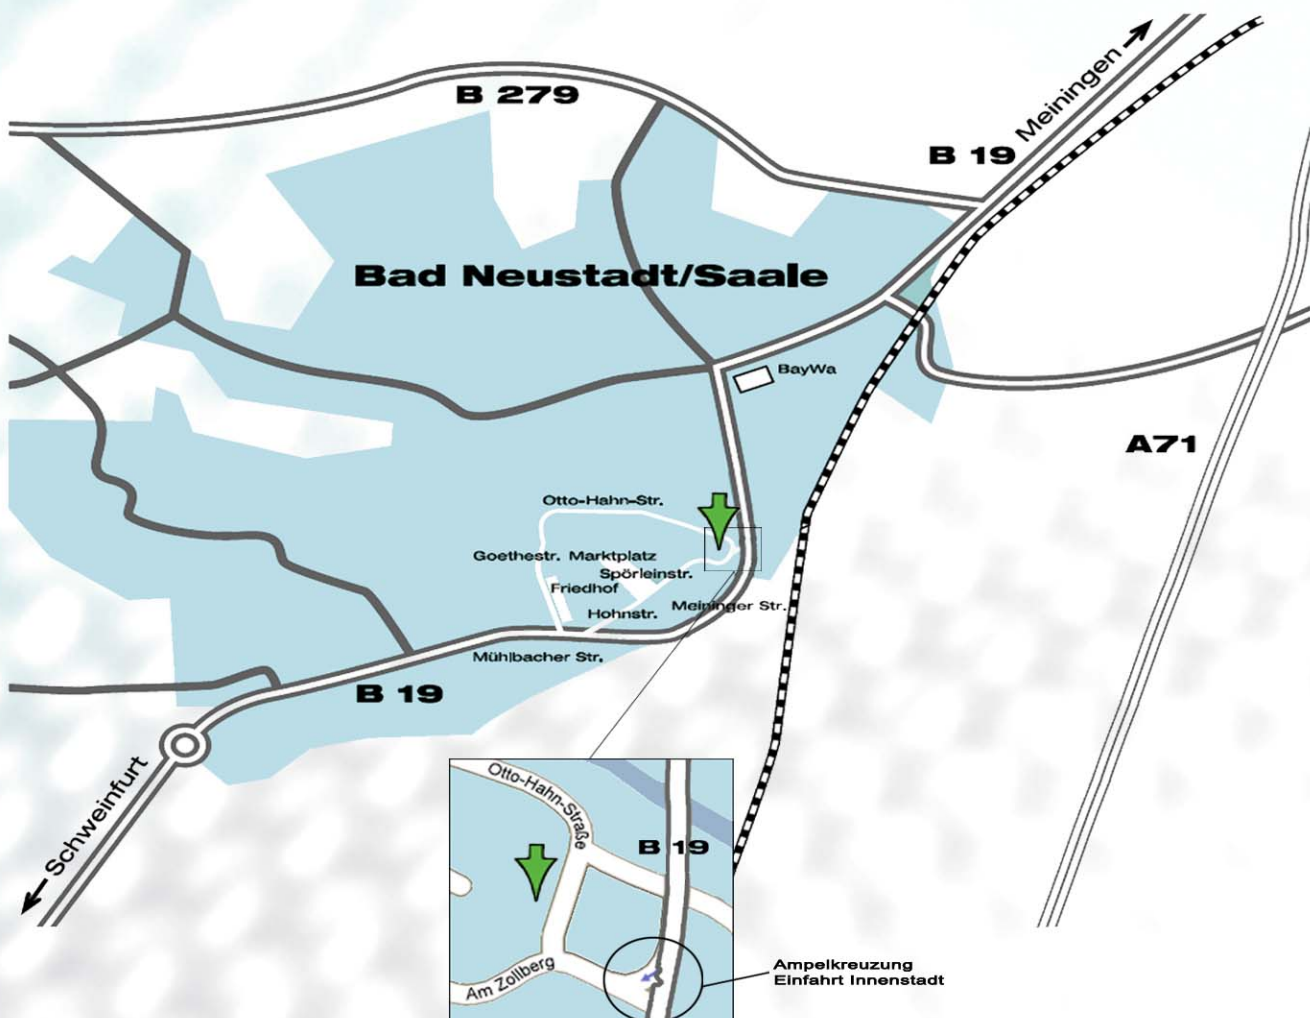 B 279
Meiningen
B 19
Bad Neustadt/Saale
BayWa
A71
Otto-Hahn-Str.
Goethestr. Marktplatz
Spörleinstr.
Friedhof
Hohnstr.
Meininger Str.
Mühlbacher Str.
B 19
Schweinfurt
Otto-Hahn-Straße
B 19
Am Zollberg
Ampelkreuzung
Einfahrt Innenstadt